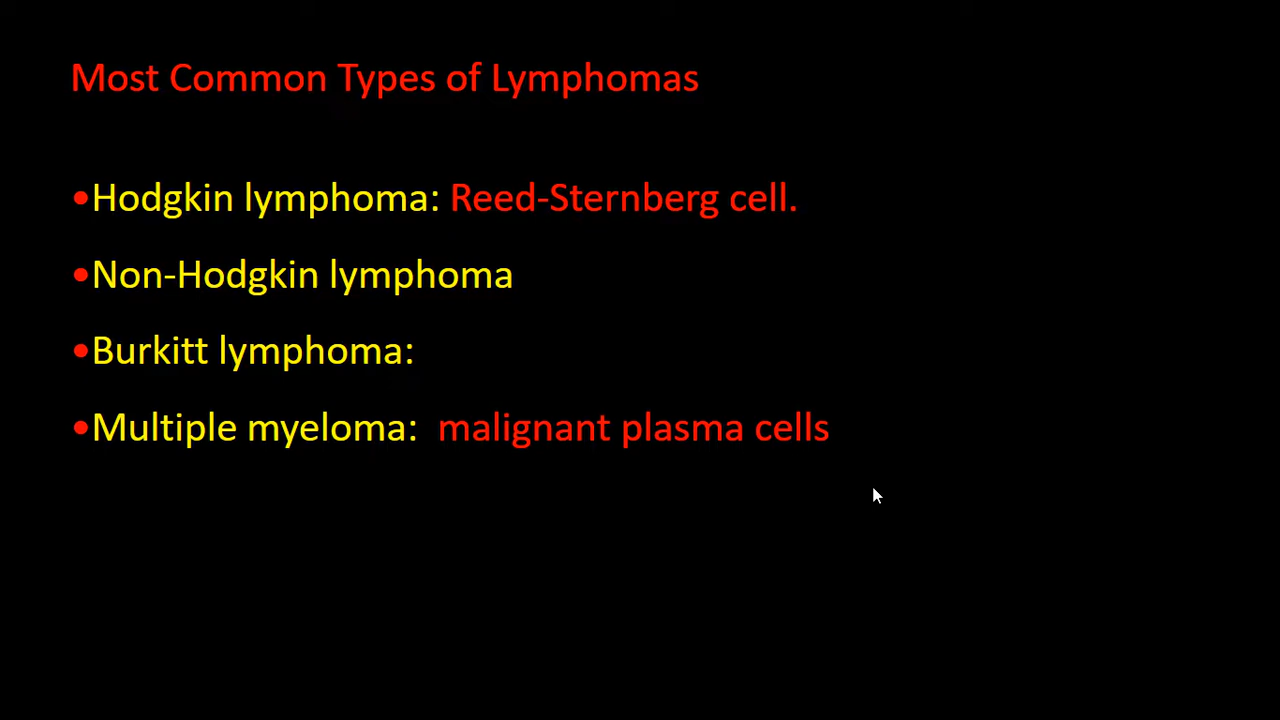 Most Common Types of Lymphomas
•Hodgkin lymphoma: Reed-Sternberg cell.
•Non-Hodgkin lymphoma
•Burkitt lymphoma:
•Multiple myeloma:  malignant plasma cells